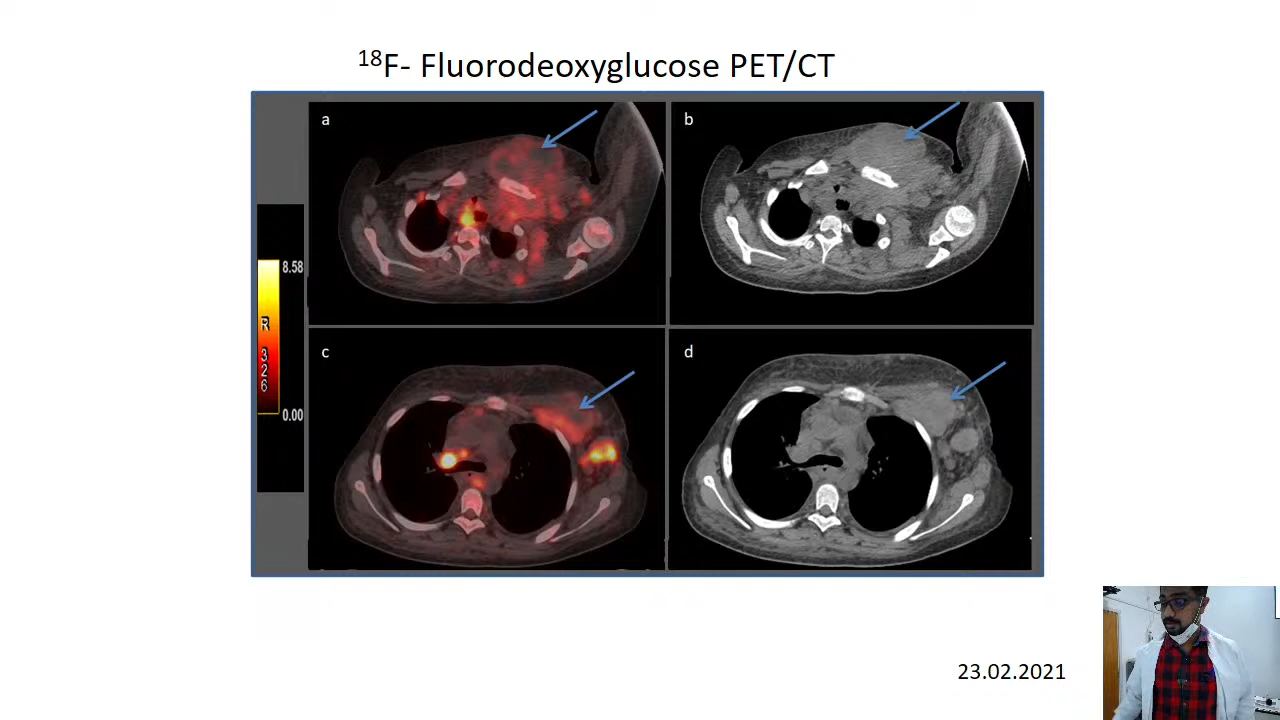 ¹⁸F- Fluorodeoxyglucose PET/CT
a
b
8.58
R
3
2
6
0.00
c
d
23.02.2021